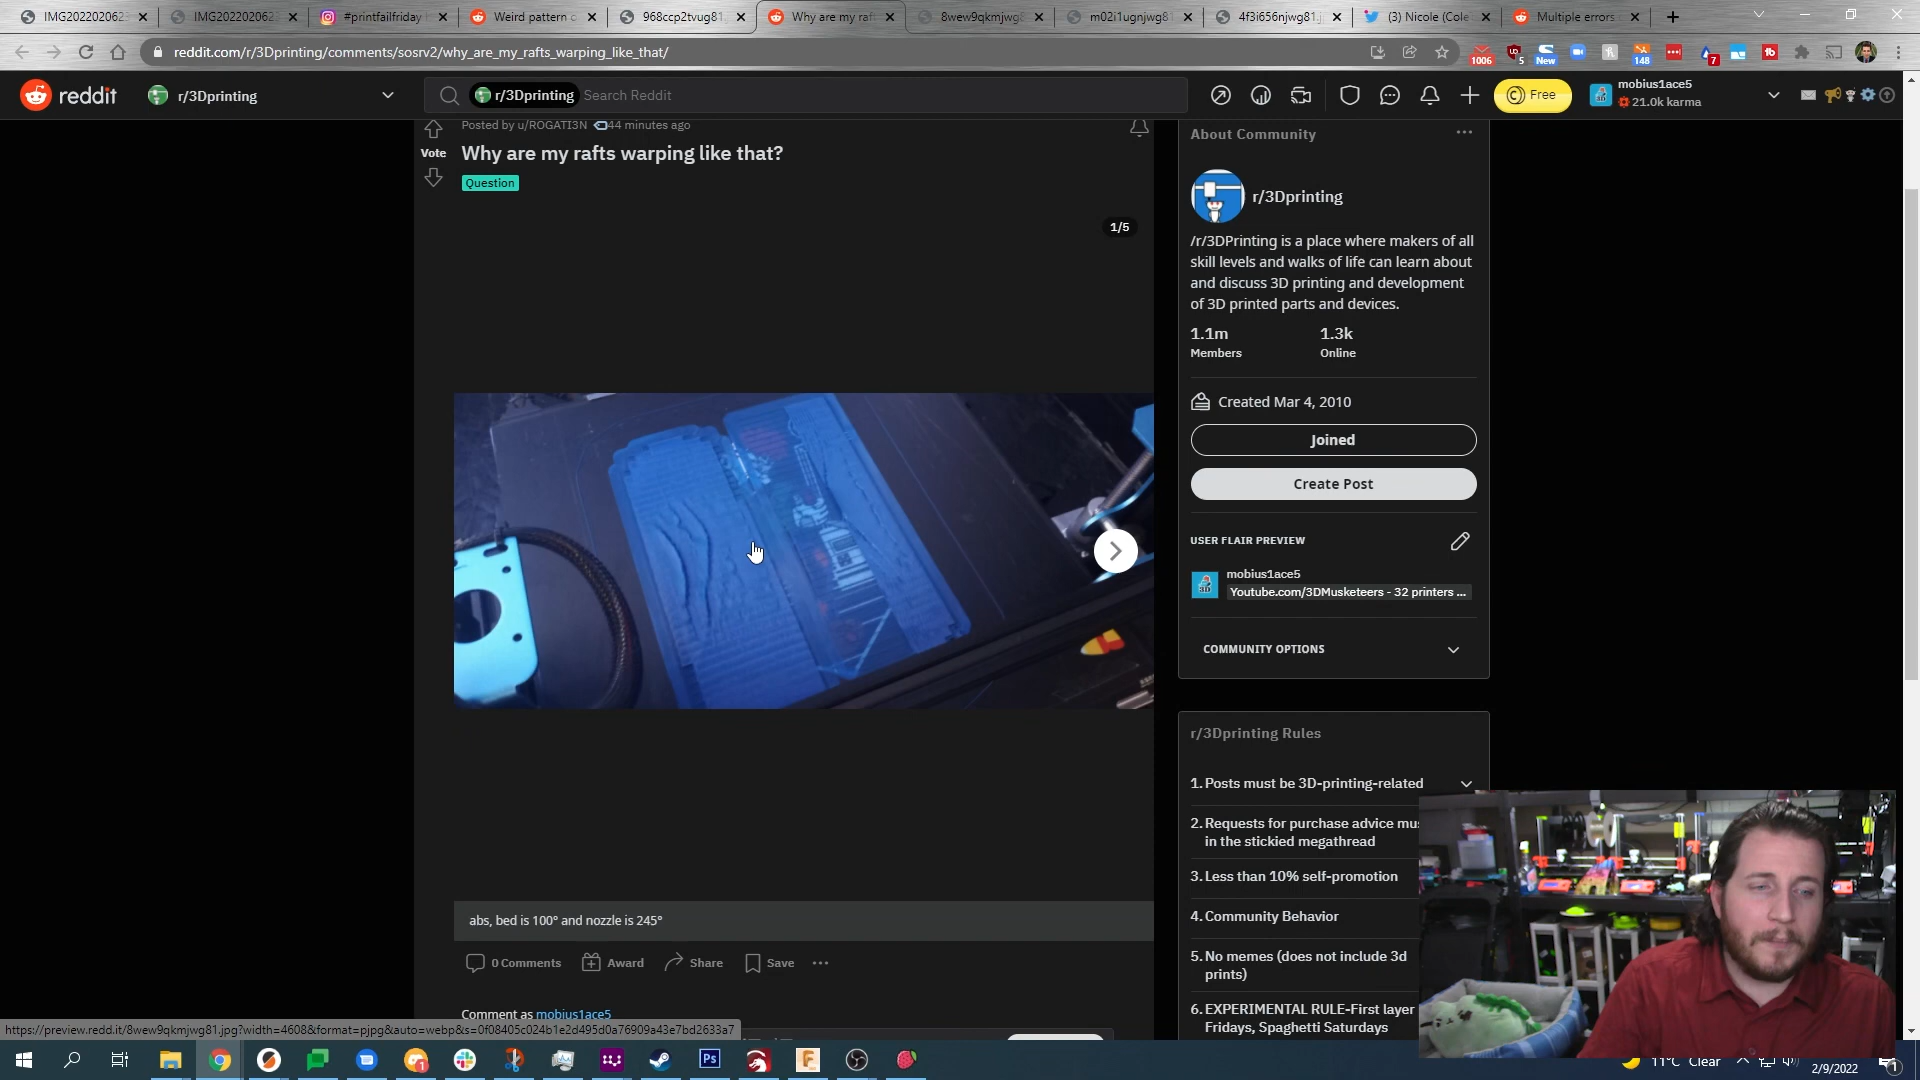 IMG202202062
IMG202202062
#printfailfriday
Weird pattern o
968ccp2tvug81.
Why are my raft
8wew9qkmjwg8
m02i1ugnjwg81
4f3i656njwg81.j
(3) Nicole (Cole
Multiple errors
reddit.com/r/3Dprinting/comments/sosrv2/why_are_my_rafts_warping_like_that/
1006
5
New
148
7
reddit
r/3Dprinting
r/3Dprinting
Search Reddit
Free
mobius1ace5
21.0k karma
Posted by u/ROGATI3N
44 minutes ago
Vote
Why are my rafts warping like that?
Question
1/5
abs, bed is 100° and nozzle is 245°
0 Comments
Award
Share
Save
Comment as mobius1ace5
https://preview.redd.it/8wew9qkmjwg81.jpg?width=4608&format=pjpg&auto=webp&s=0f08405c024b1e2d495d0a76909a43e7bd2633a7
About Community
r/3Dprinting
/r/3DPrinting is a place where makers of all
skill levels and walks of life can learn about
and discuss 3D printing and development
of 3D printed parts and devices.
1.1m
Members
1.3k
Online
Created Mar 4, 2010
Joined
Create Post
USER FLAIR PREVIEW
mobius1ace5
Youtube.com/3DMusketeers - 32 printers ...
COMMUNITY OPTIONS
r/3Dprinting Rules
1. Posts must be 3D-printing-related
2. Requests for purchase advice mus
in the stickied megathread
3. Less than 10% self-promotion
4. Community Behavior
5. No memes (does not include 3d
prints)
6. EXPERIMENTAL RULE-First layer
Fridays, Spaghetti Saturdays
Ps
11°C Clear
2/9/2022
1